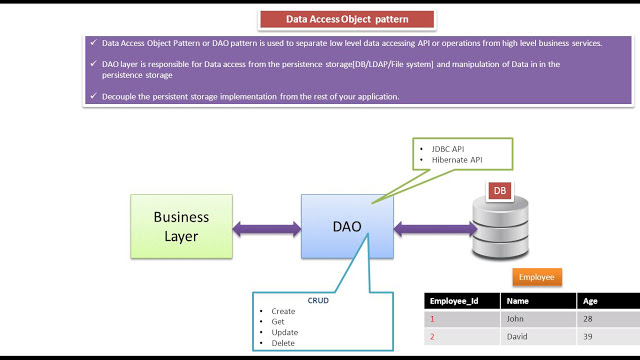 Data Access Object pattern
✓ Data Access Object Pattern or DAO pattern is used to separate low level data accessing API or operations from high level business services.
✓ DAO layer is responsible for Data access from the persistence storage[DB/LDAP/File system] and manipulation of Data in in the
persistence storage
✓ Decouple the persistent storage implementation from the rest of your application.
• JDBC API
• Hibernate API
Business
Layer
DAO
DB
CRUD
• Create
• Get
• Update
• Delete
Employee
Employee_Id Name Age
1 John 28
2 David 39